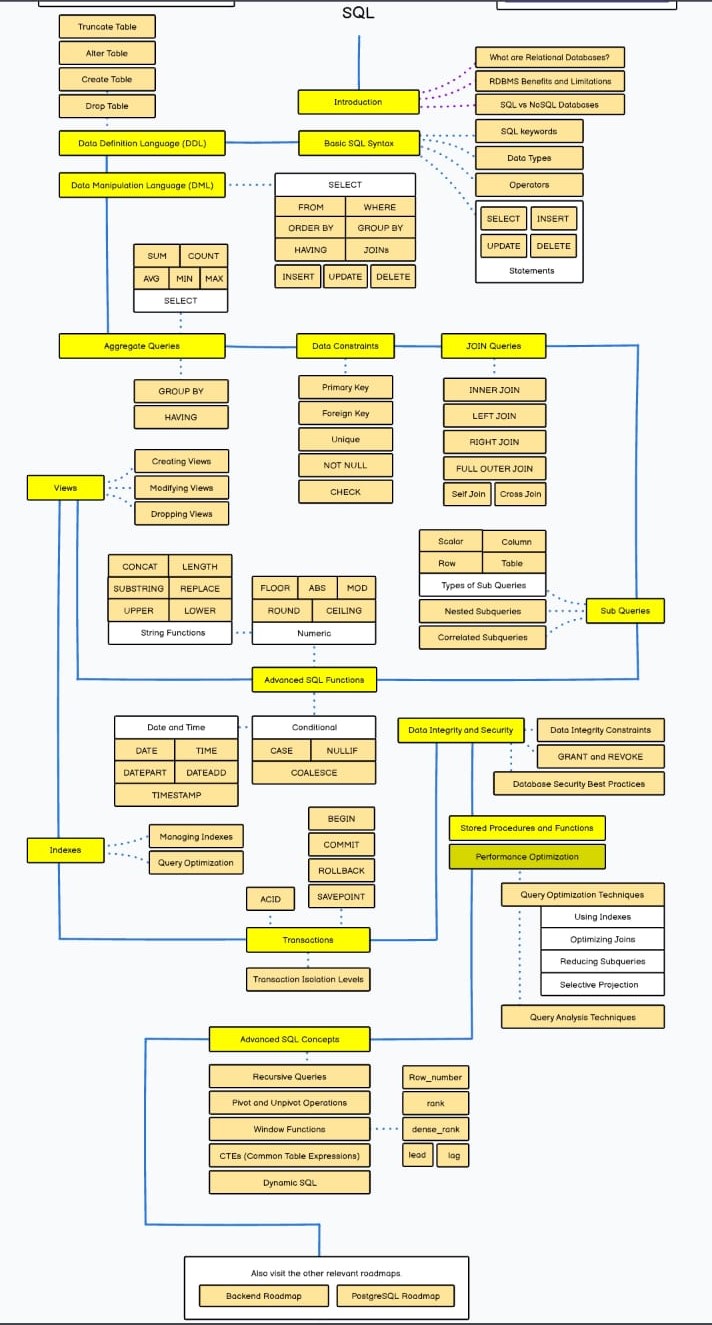 SQL
Truncate Table
Alter Table
Create Table
Drop Table
Introduction
What are Relational Databases?
RDBMS Benefits and Limitations
SQL vs NoSQL Databases
Data Definition Language (DDL)
Basic SQL Syntax
SQL keywords
Data Types
Operators
SELECT INSERT
UPDATE DELETE
Statements
Data Manipulation Language (DML)
SELECT
FROM WHERE
ORDER BY GROUP BY
HAVING JOINs
INSERT UPDATE DELETE
SUM COUNT
AVG MIN MAX
SELECT
Aggregate Queries
GROUP BY
HAVING
Data Constraints
Primary Key
Foreign Key
Unique
NOT NULL
CHECK
JOIN Queries
INNER JOIN
LEFT JOIN
RIGHT JOIN
FULL OUTER JOIN
Self Join Cross Join
Views
Creating Views
Modifying Views
Dropping Views
Scalar Column
Row Table
Types of Sub Queries
Nested Subqueries
Correlated Subqueries
Sub Queries
CONCAT LENGTH
SUBSTRING REPLACE
UPPER LOWER
String Functions
FLOOR ABS MOD
ROUND CEILING
Numeric
Advanced SQL Functions
Date and Time
DATE TIME
DATEPART DATEADD
TIMESTAMP
Conditional
CASE NULLIF
COALESCE
Data Integrity and Security
Data Integrity Constraints
GRANT and REVOKE
Database Security Best Practices
Stored Procedures and Functions
Performance Optimization
Query Optimization Techniques
Using Indexes
Optimizing Joins
Reducing Subqueries
Selective Projection
Query Analysis Techniques
Indexes
Managing Indexes
Query Optimization
BEGIN
COMMIT
ROLLBACK
SAVEPOINT
ACID
Transactions
Transaction Isolation Levels
Advanced SQL Concepts
Recursive Queries
Pivot and Unpivot Operations
Window Functions
CTEs (Common Table Expressions)
Dynamic SQL
Row_number
rank
dense_rank
lead lag
Also visit the other relevant roadmaps.
Backend Roadmap PostgreSQL Roadmap